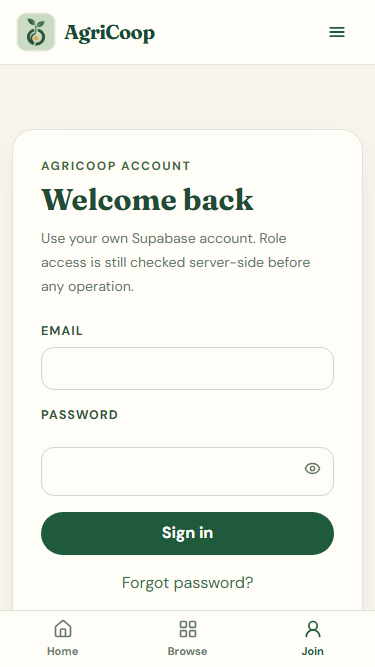 AgriCoop
AGRICOOP ACCOUNT
Welcome back
Use your own Supabase account. Role
access is still checked server-side before
any operation.
EMAIL
PASSWORD
Sign in
Forgot password?
Home
Browse
Join